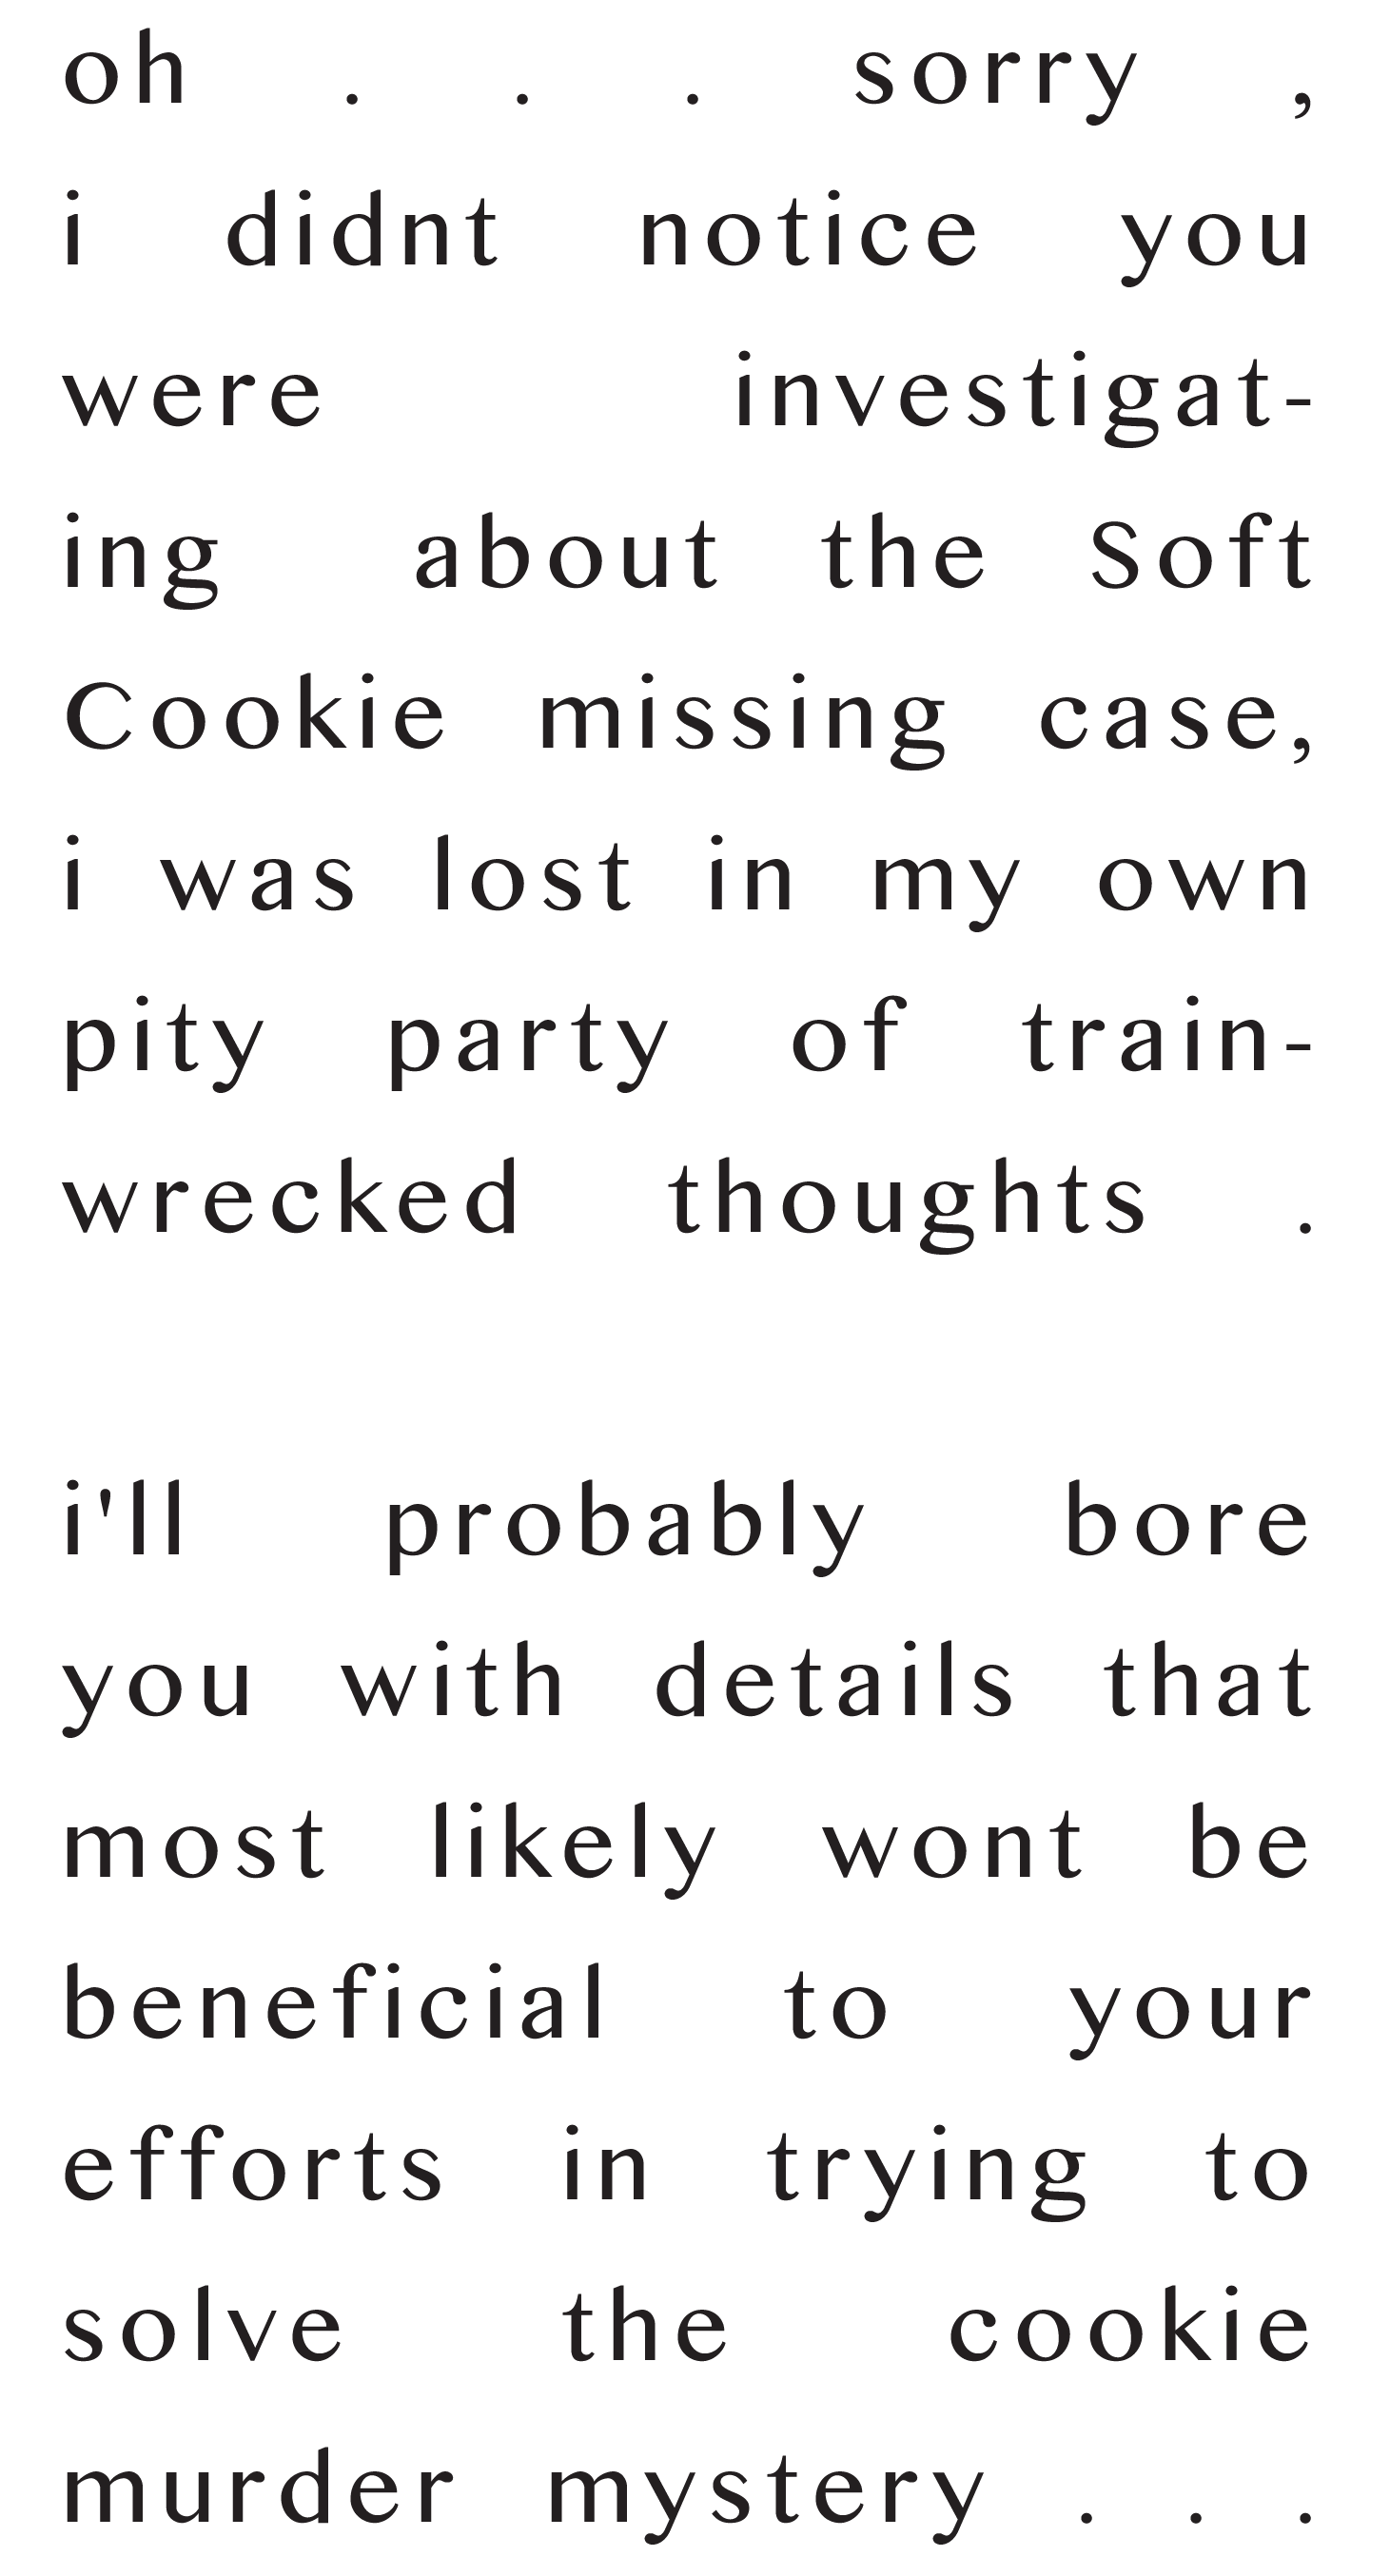 oh . . . sorry ,
i didnt notice you
were investigat-
ing about the Soft
Cookie missing case,
i was lost in my own
pity party of train-
wrecked thoughts .
i'll probably bore
you with details that
most likely wont be
beneficial to your
efforts in trying to
solve the cookie
murder mystery . . .